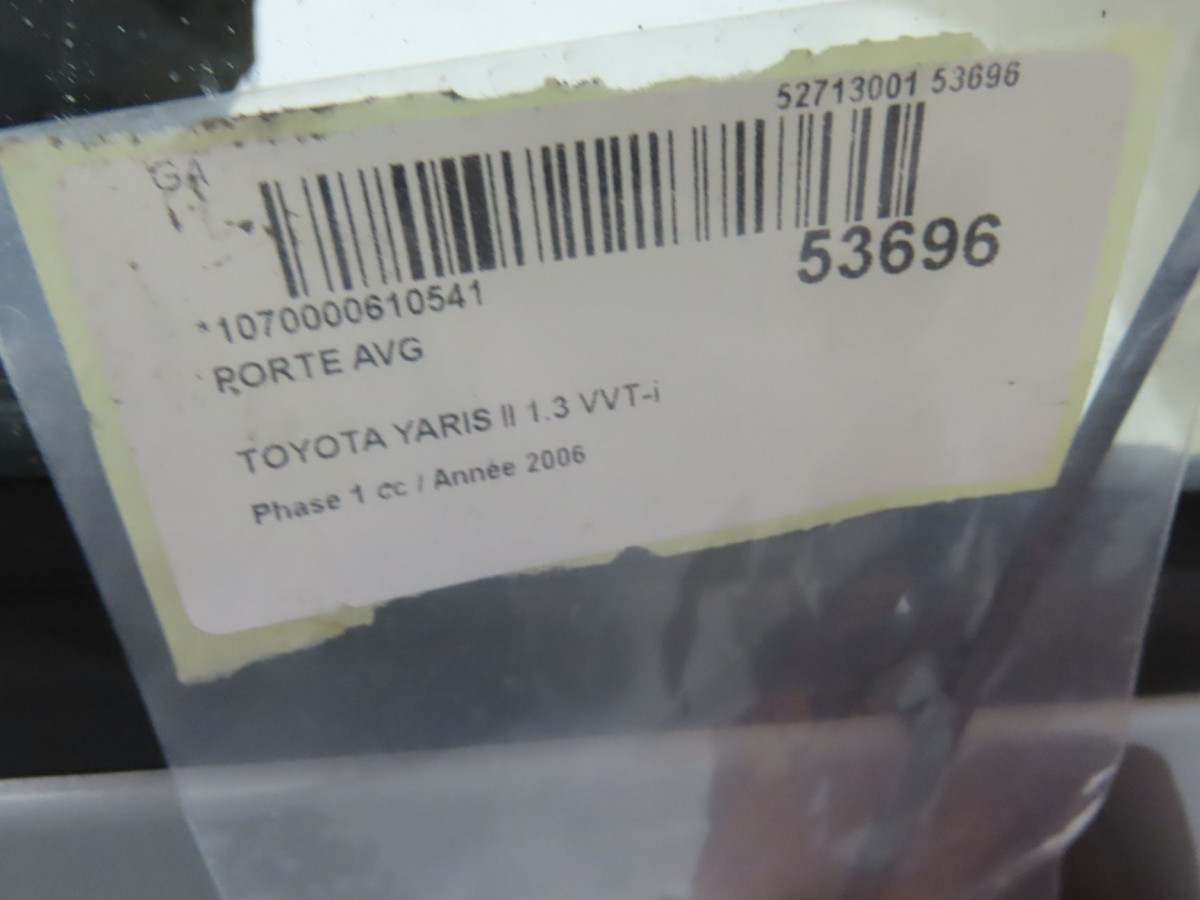 52713001 53696
GA
53696
*1070000610541
PORTE AVG
TOYOTA YARIS II 1.3 VVT-i
Phase 1 cc / Année 2006